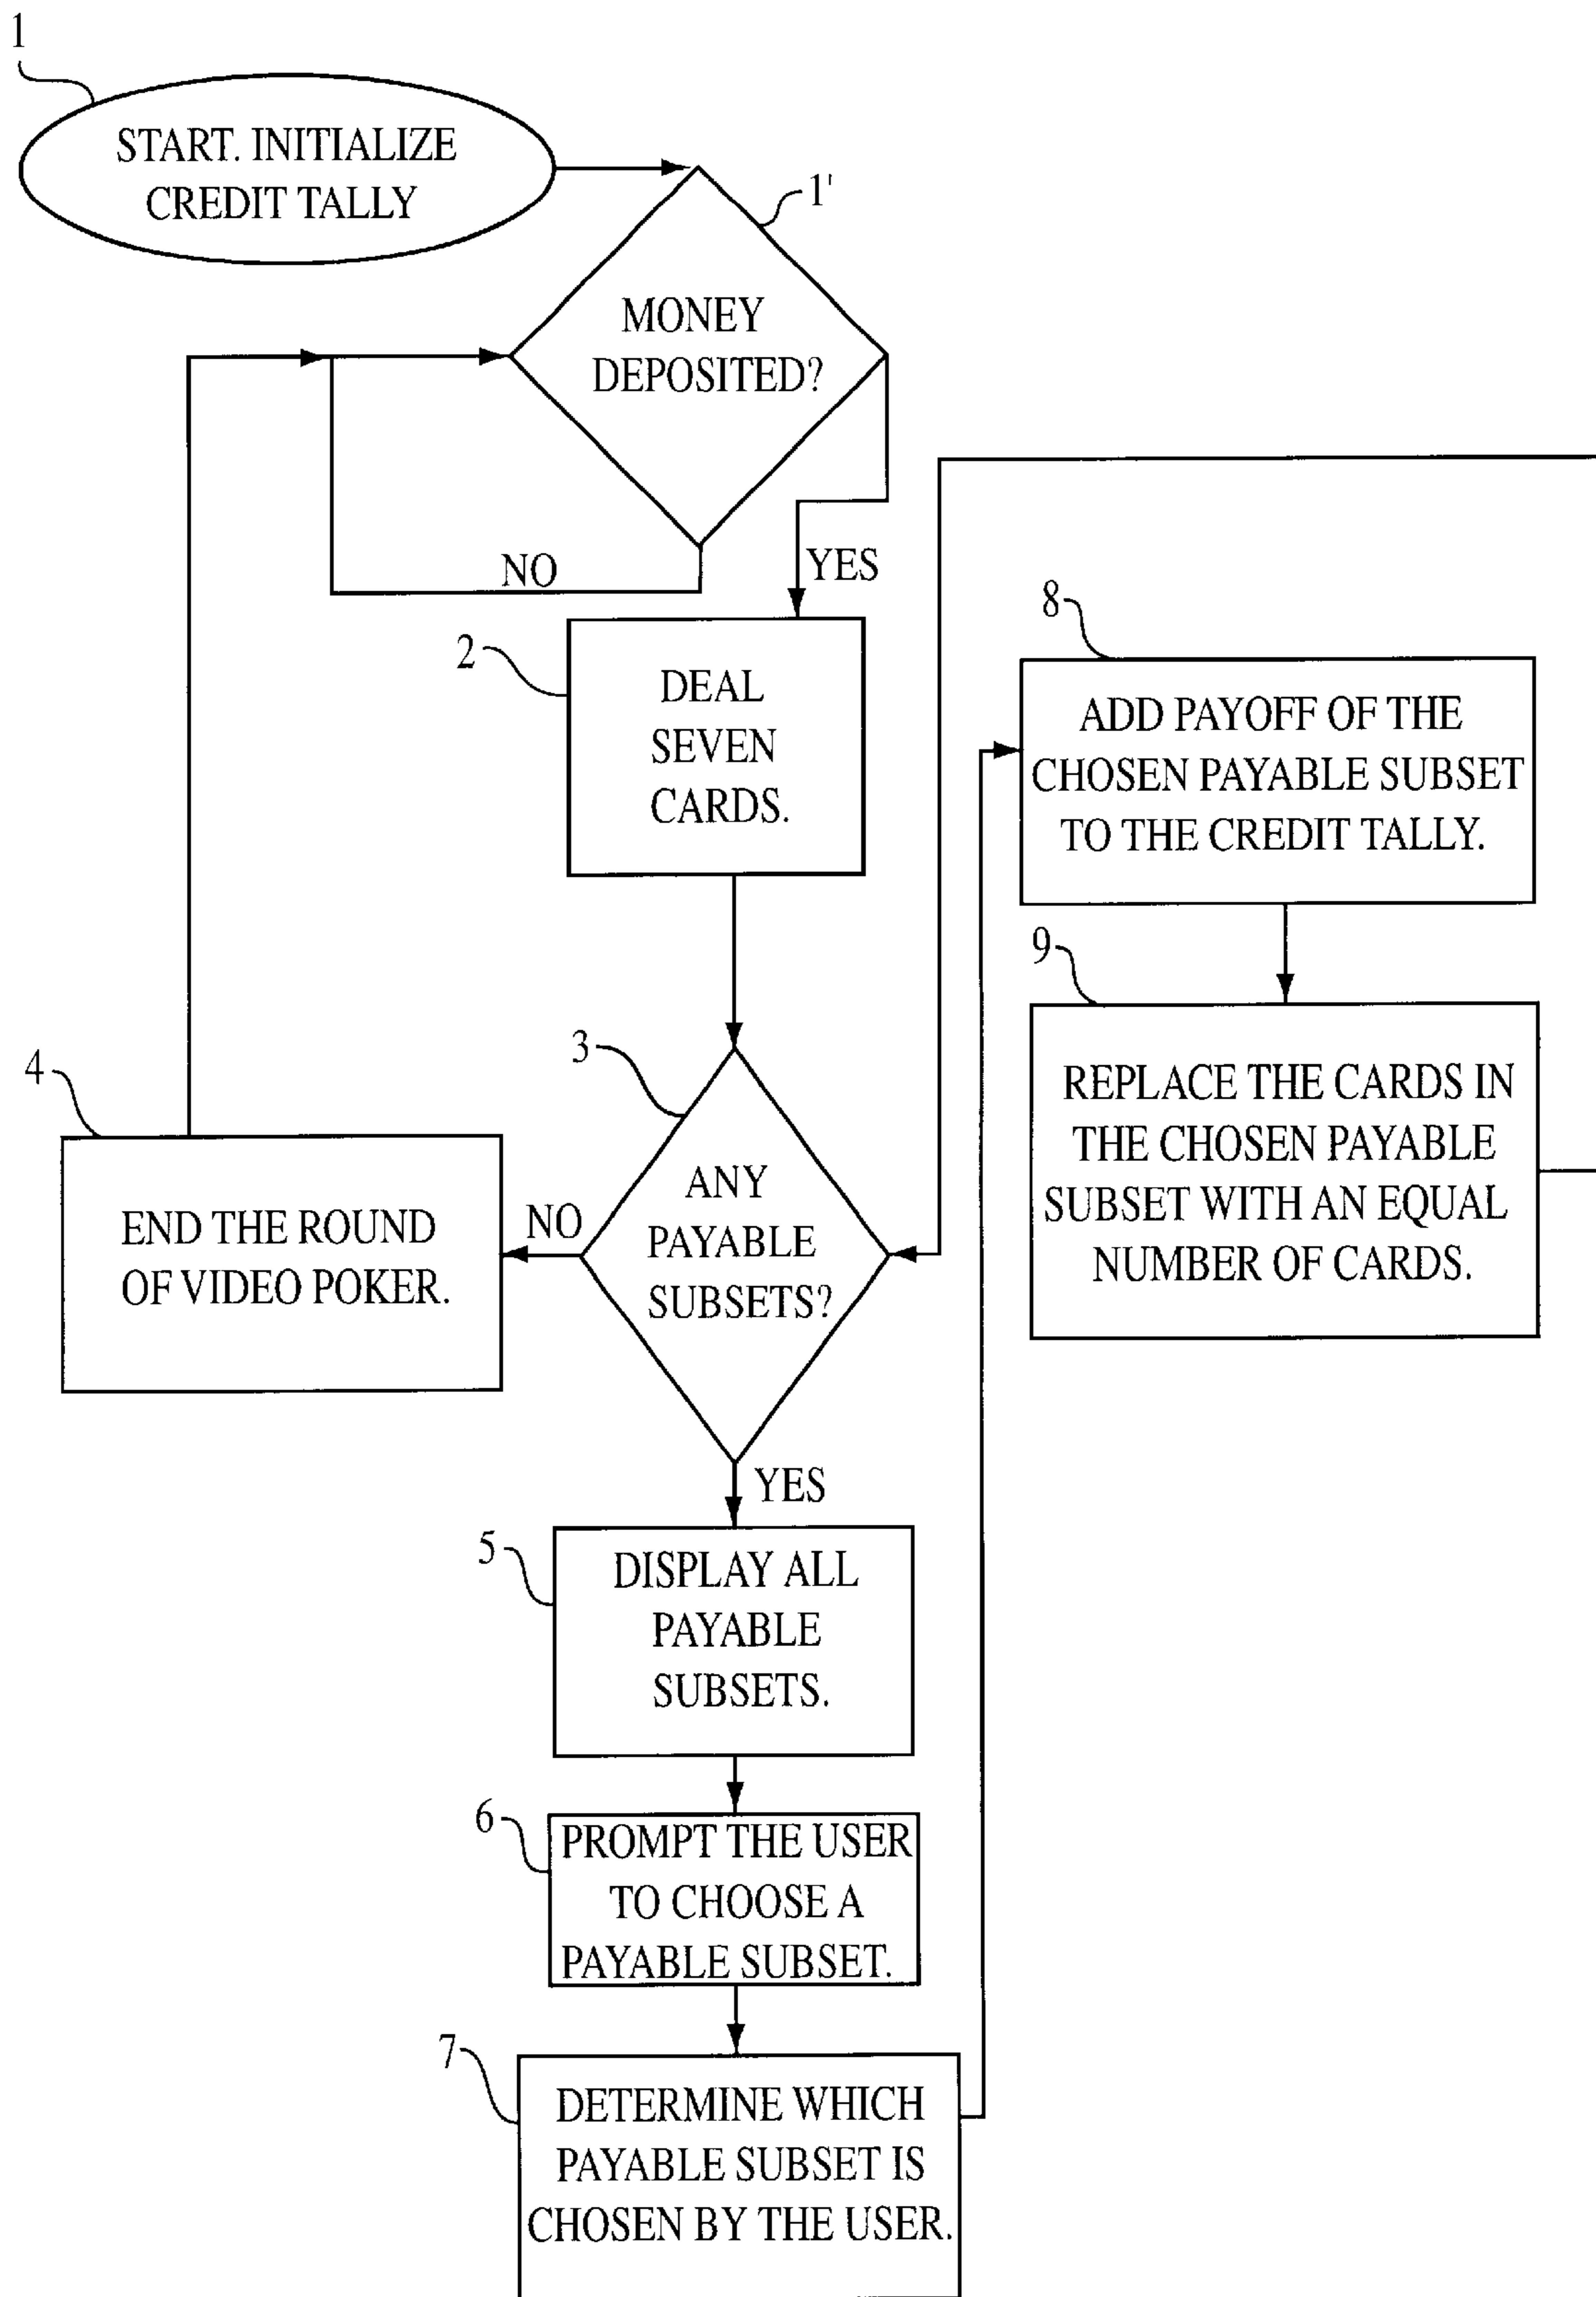 1
START. INITIALIZE
CREDIT TALLY
1'
MONEY
DEPOSITED?
NO
YES
2
DEAL
SEVEN
CARDS.
3
ANY
PAYABLE
SUBSETS?
NO
4
END THE ROUND
OF VIDEO POKER.
YES
5
DISPLAY ALL
PAYABLE
SUBSETS.
6
PROMPT THE USER
TO CHOOSE A
PAYABLE SUBSET.
7
DETERMINE WHICH
PAYABLE SUBSET IS
CHOSEN BY THE USER.
8
ADD PAYOFF OF THE
CHOSEN PAYABLE SUBSET
TO THE CREDIT TALLY.
9
REPLACE THE CARDS IN
THE CHOSEN PAYABLE
SUBSET WITH AN EQUAL
NUMBER OF CARDS.